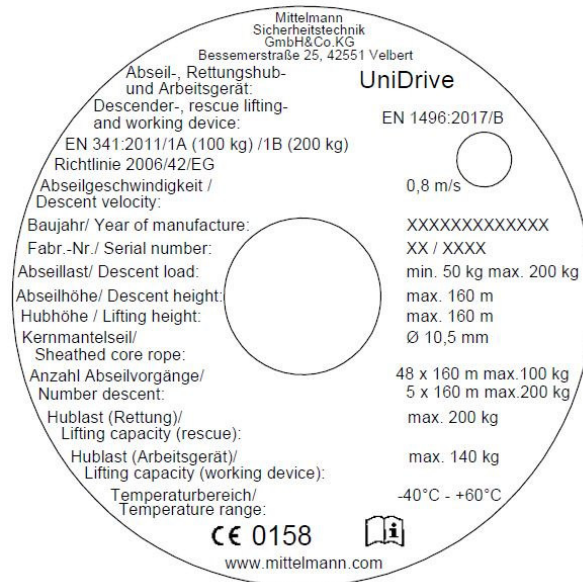 Mittelmann
Sicherheitstechnik
GmbH&Co.KG
Bessemerstraße 25, 42551 Velbert
Abseil-, Rettungshub-
und Arbeitsgerät:
UniDrive
Descender-, rescue lifting-
and working device:
EN 1496:2017/B
EN 341:2011/1A (100 kg) /1B (200 kg)
Richtlinie 2006/42/EG
Abseilgeschwindigkeit /
Descent velocity:
0,8 m/s
Baujahr/ Year of manufacture:
XXXXXXXXXXXXX
Fabr.-Nr./ Serial number:
XX / XXXX
Abseillast/ Descent load:
min. 50 kg max. 200 kg
Abseilhöhe/ Descent height:
max. 160 m
Hubhöhe / Lifting height:
max. 160 m
Kernmantelseil/
Sheathed core rope:
Ø 10,5 mm
Anzahl Abseilvorgänge/
Number descent:
48 x 160 m max.100 kg
5 x 160 m max.200 kg
Hublast (Rettung)/
Lifting capacity (rescue):
max. 200 kg
Hublast (Arbeitsgerät)/
Lifting capacity (working device):
max. 140 kg
Temperaturbereich/
Temperature range:
-40°C - +60°C
CE 0158
www.mittelmann.com